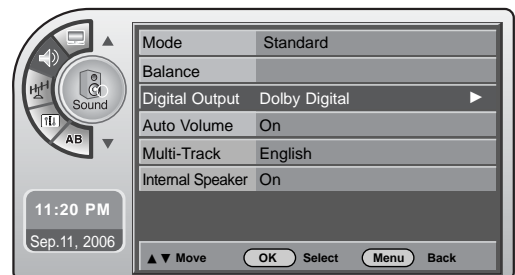 Sound
AB
11:20 PM
Sep.11, 2006
Mode Standard
Balance
Digital Output Dolby Digital
Auto Volume On
Multi-Track English
Internal Speaker On
▲▼ Move OK Select Menu Back